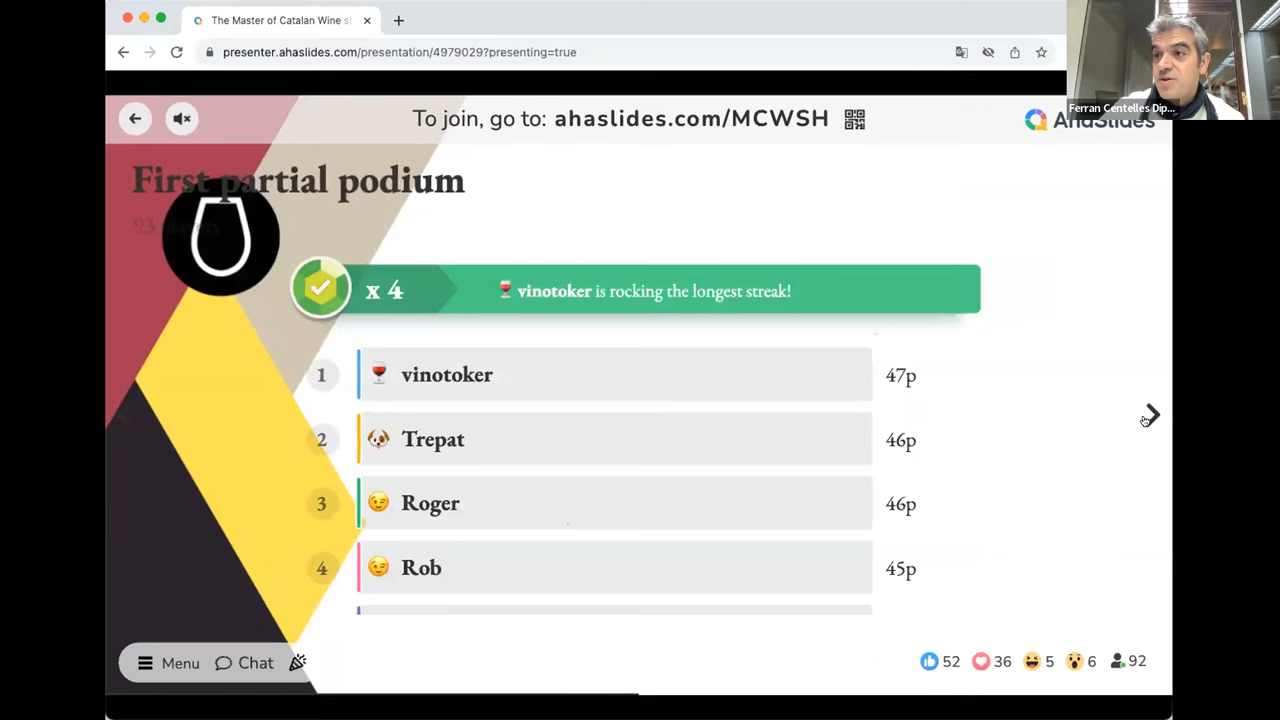 The Master of Catalan Wine s
presenter.ahaslides.com/presentation/4979029?presenting=true
Ferran Centelles Dip...
To join, go to: ahaslides.com/MCWSH
AhaSlides
First partial podium
93
x 4
vinotoker is rocking the longest streak!
1 vinotoker 47p
2 Trepat 46p
3 Roger 46p
4 Rob 45p
Menu Chat
52 36 5 6 92